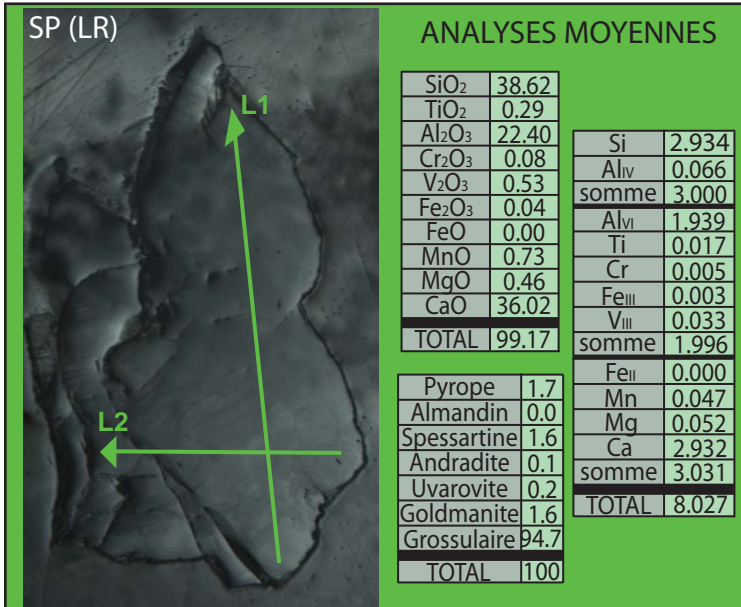 SP (LR)
L1
L2
ANALYSES MOYENNES
SiO2 38.62
TiO2 0.29
Al2O3 22.40
Cr2O3 0.08
V2O3 0.53
Fe2O3 0.04
FeO 0.00
MnO 0.73
MgO 0.46
CaO 36.02
TOTAL 99.17
Pyrope 1.7
Almandin 0.0
Spessartine 1.6
Andradite 0.1
Uvarovite 0.2
Goldmanite 1.6
Grossulaire 94.7
TOTAL 100
Si 2.934
AlIV 0.066
somme 3.000
AlVI 1.939
Ti 0.017
Cr 0.005
FeIII 0.003
VIII 0.033
somme 1.996
FeII 0.000
Mn 0.047
Mg 0.052
Ca 2.932
somme 3.031
TOTAL 8.027